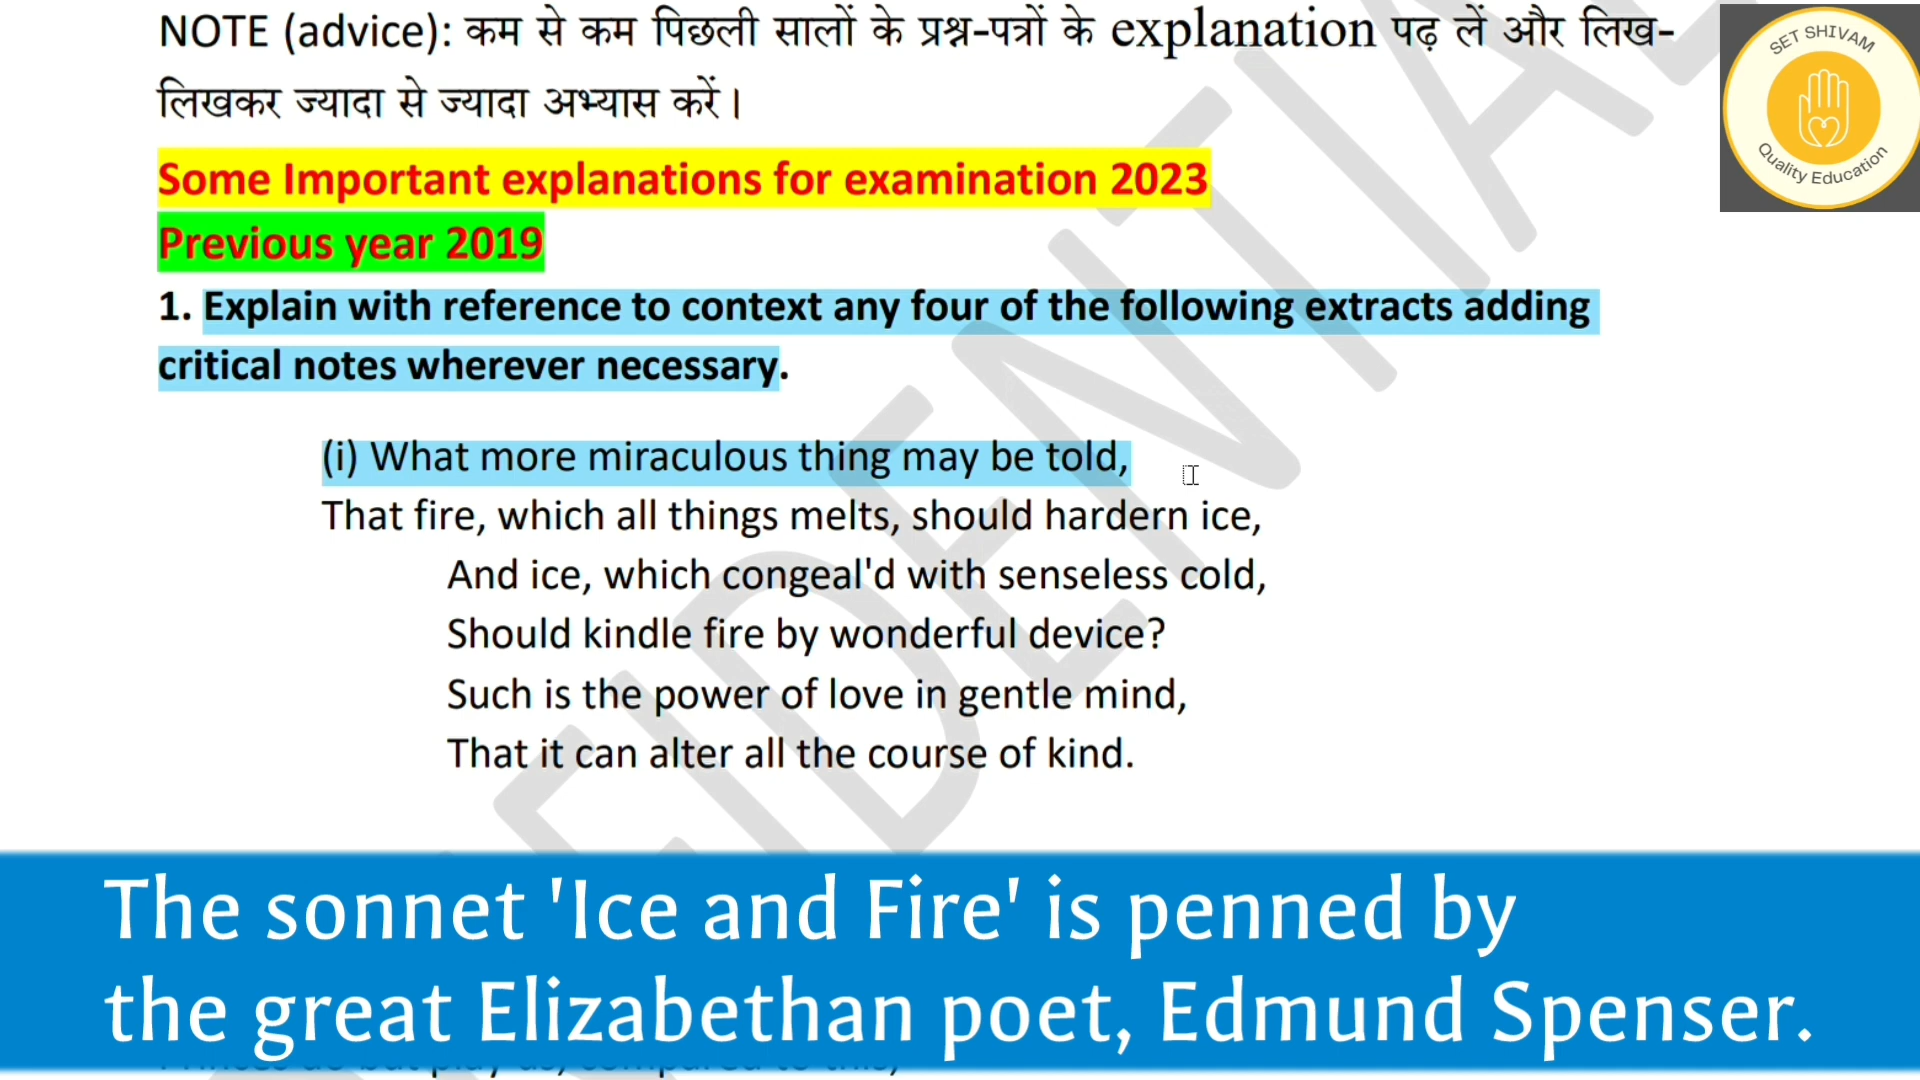 NOTE (advice): कम से कम पिछली सालों के प्रश्न-पत्रों के explanation पढ़ लें और लिख-
लिखकर ज्यादा से ज्यादा अभ्यास करें।
SET SHIVAM
Quality Education
Some Important explanations for examination 2023
Previous year 2019
1. Explain with reference to context any four of the following extracts adding
critical notes wherever necessary.
(i) What more miraculous thing may be told,
That fire, which all things melts, should hardern ice,
And ice, which congeal'd with senseless cold,
Should kindle fire by wonderful device?
Such is the power of love in gentle mind,
That it can alter all the course of kind.
The sonnet 'Ice and Fire' is penned by
the great Elizabethan poet, Edmund Spenser.